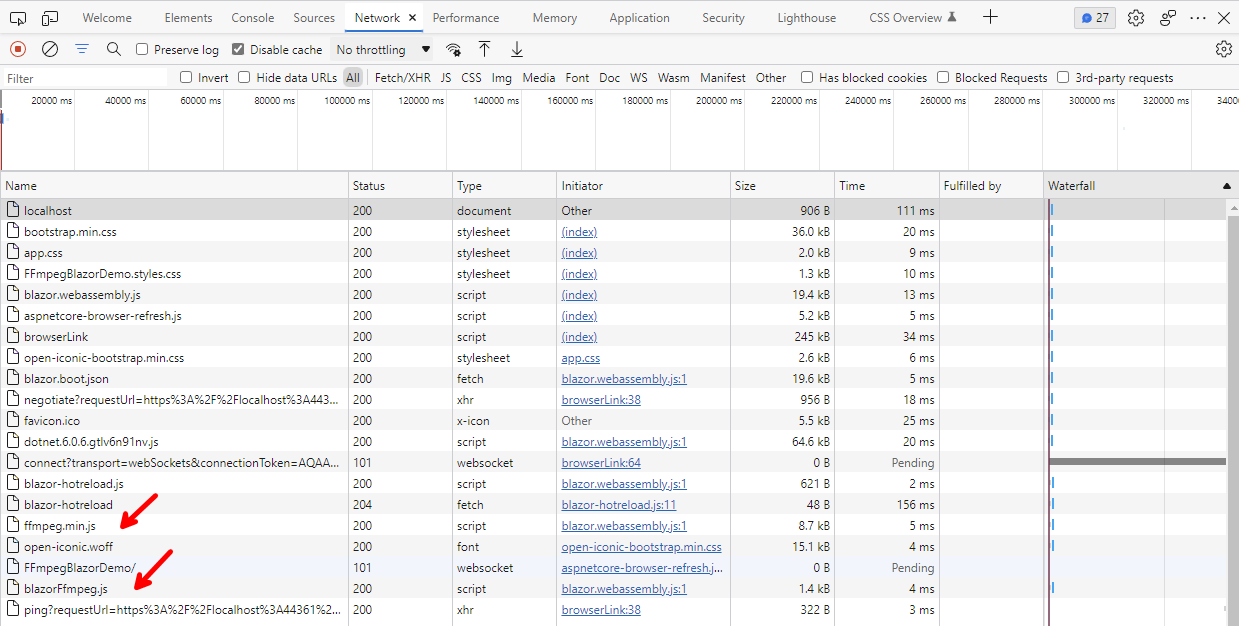 Welcome Elements Console Sources Network × Performance Memory Application Security Lighthouse CSS Overview 27
Preserve log Disable cache No throttling
Filter Invert Hide data URLs All Fetch/XHR JS CSS Img Media Font Doc WS Wasm Manifest Other Has blocked cookies Blocked Requests 3rd-party requests
20000 ms 40000 ms 60000 ms 80000 ms 100000 ms 120000 ms 140000 ms 160000 ms 180000 ms 200000 ms 220000 ms 240000 ms 260000 ms 280000 ms 300000 ms 320000 ms 34000
Name Status Type Initiator Size Time Fulfilled by Waterfall
localhost 200 document Other 906 B 111 ms
bootstrap.min.css 200 stylesheet (index) 36.0 kB 20 ms
app.css 200 stylesheet (index) 2.0 kB 9 ms
FFmpegBlazorDemo.styles.css 200 stylesheet (index) 1.3 kB 10 ms
blazor.webassembly.js 200 script (index) 19.4 kB 13 ms
aspnetcore-browser-refresh.js 200 script (index) 5.2 kB 5 ms
browserLink 200 script (index) 245 kB 34 ms
open-iconic-bootstrap.min.css 200 stylesheet app.css 2.6 kB 6 ms
blazor.boot.json 200 fetch blazor.webassembly.js:1 19.6 kB 5 ms
negotiate?requestUrl=https%3A%2F%2Flocalhost%3A443... 200 xhr browserLink:38 956 B 18 ms
favicon.ico 200 x-icon Other 5.5 kB 25 ms
dotnet.6.0.6.gtlv6n91nv.js 200 script blazor.webassembly.js:1 64.6 kB 20 ms
connect?transport=webSockets&connectionToken=AQAA... 101 websocket browserLink:64 0 B Pending
blazor-hotreload.js 200 script blazor.webassembly.js:1 621 B 2 ms
blazor-hotreload 204 fetch blazor-hotreload.js:11 48 B 156 ms
ffmpeg.min.js 200 script blazor.webassembly.js:1 8.7 kB 5 ms
open-iconic.woff 200 font open-iconic-bootstrap.min.css 15.1 kB 4 ms
FFmpegBlazorDemo/ 101 websocket aspnetcore-browser-refresh.j... 0 B Pending
blazorFfmpeg.js 200 script blazor.webassembly.js:1 1.4 kB 4 ms
ping?requestUrl=https%3A%2F%2Flocalhost%3A44361%2... 200 xhr browserLink:38 322 B 3 ms